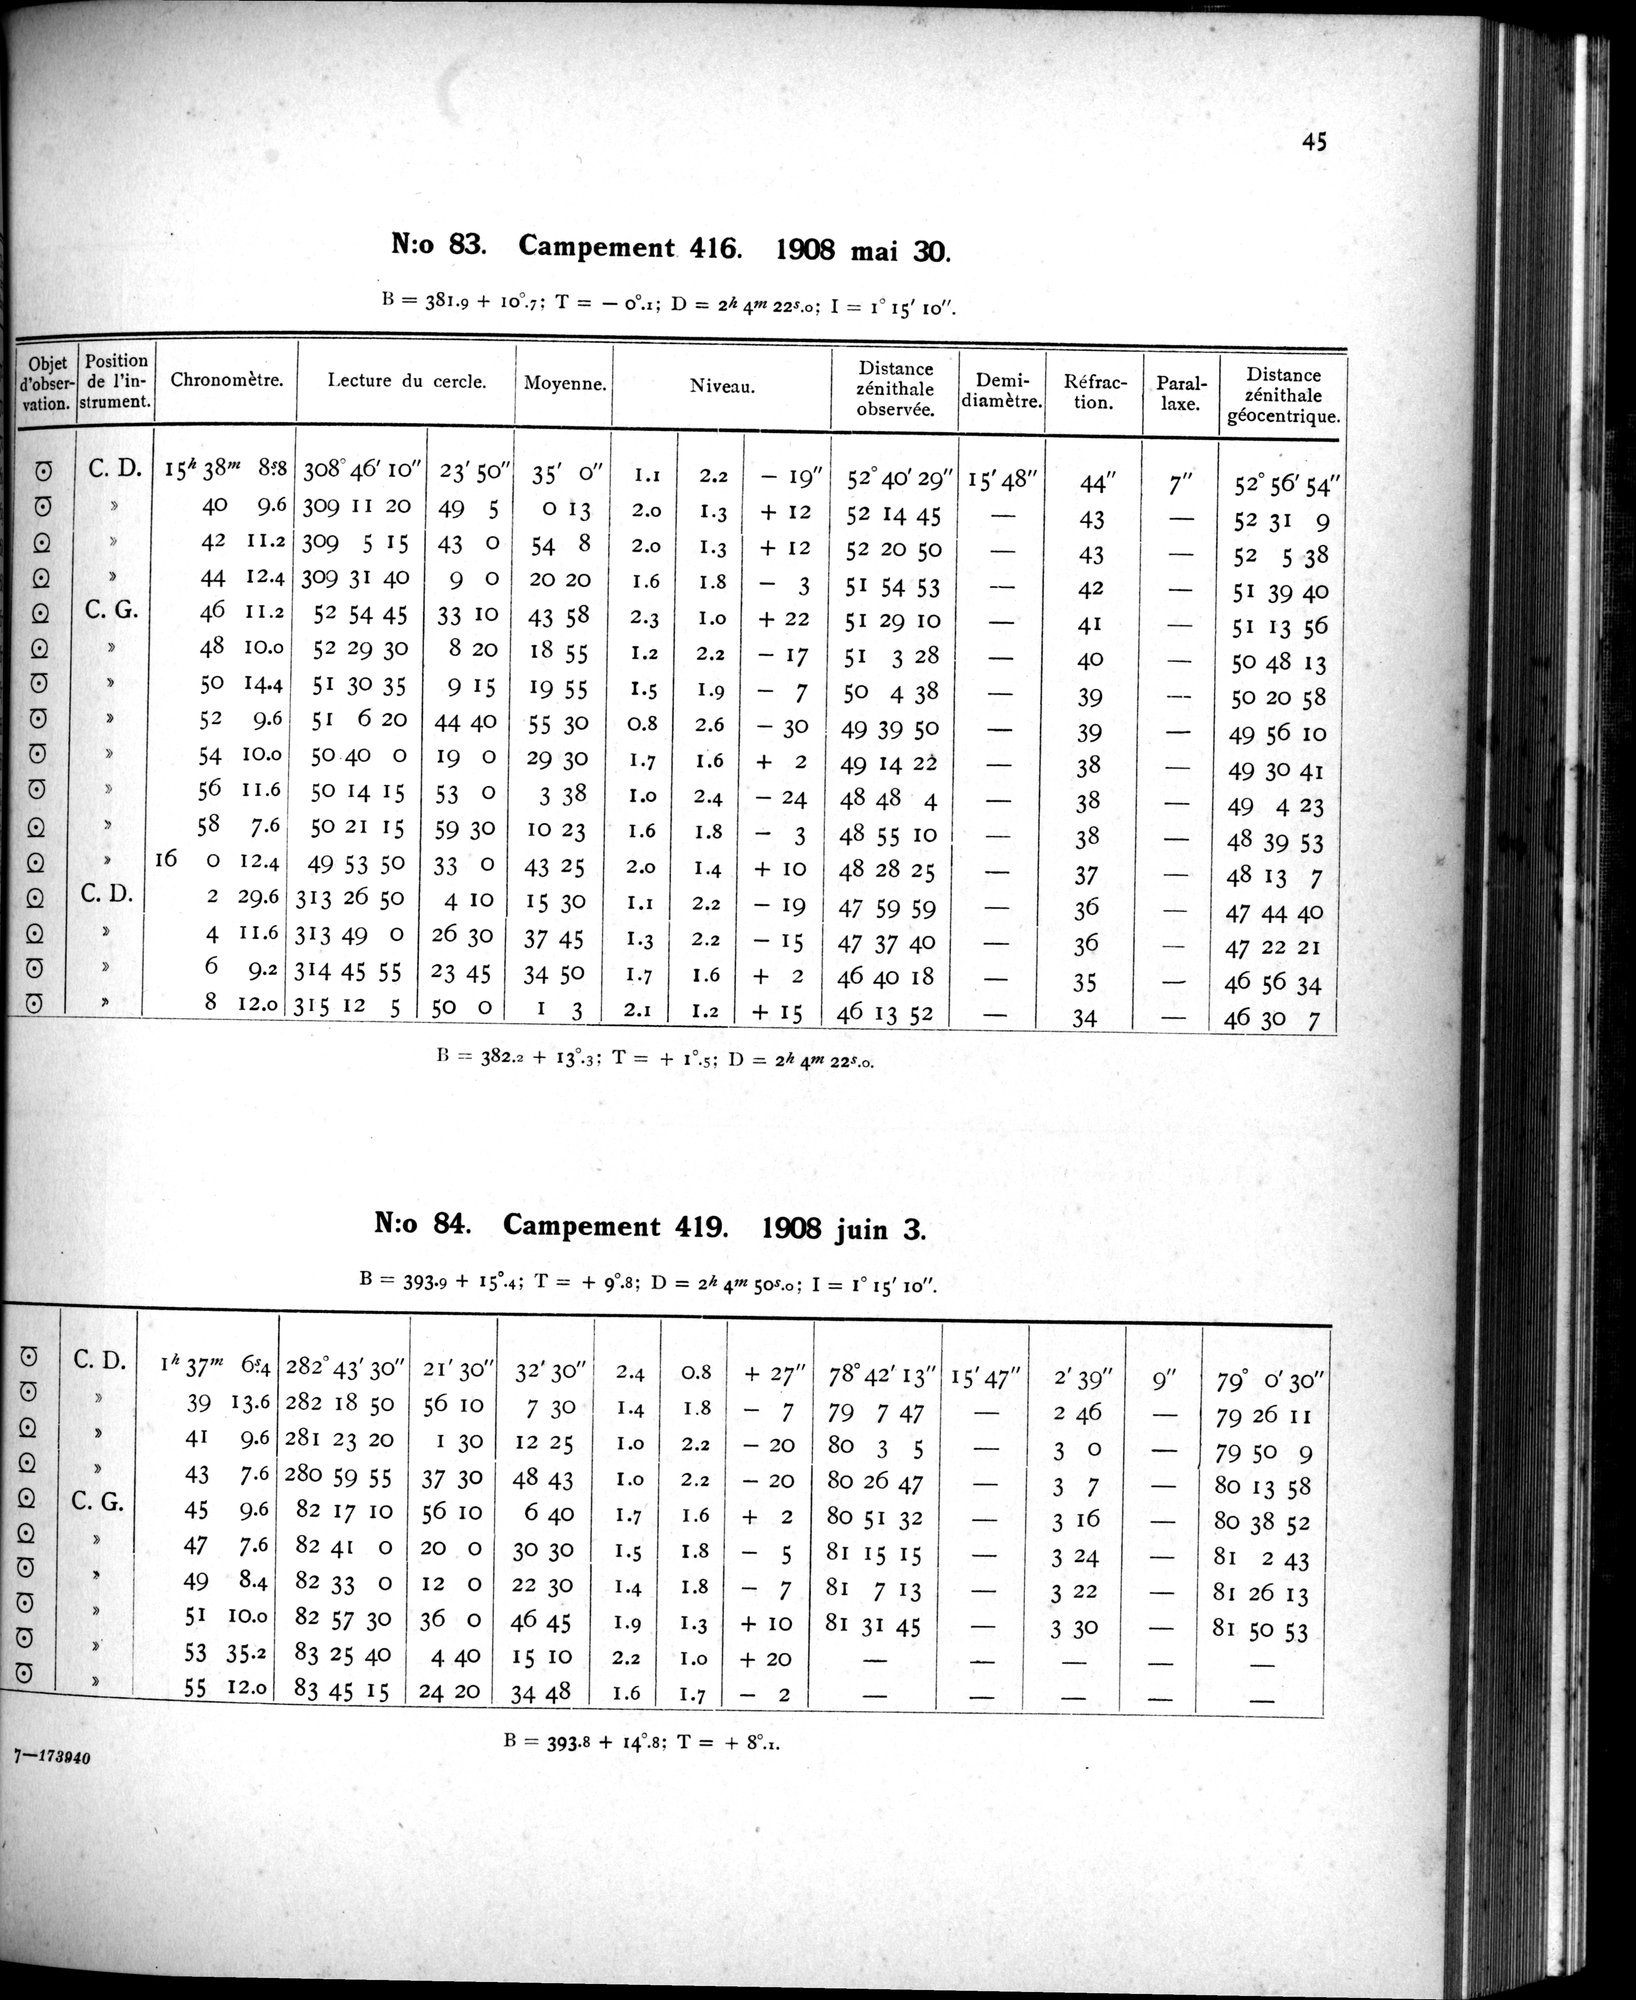 45
N:o 83. Campement 416. 1908 mai 30.
B = 381.9 + 10°.7; T = — 0°.1; D = 2h 4m 22s.0; I = 1° 15′ 10″.
Objet d'obser-vation. Position de l'in-strument. Chronomètre. Lecture du cercle. Moyenne. Niveau. Distance zénithale observée. Demi-diamètre. Réfrac-tion. Paral-laxe. Distance zénithale géocentrique.
C. D. 15h 38m 8s.8 308° 46′ 10″ 23′ 50″ 35′ 0″ 1.1 2.2 — 19″ 52° 40′ 29″ 15′ 48″ 44″ 7″ 52° 56′ 54″
» 40 9.6 309 11 20 49 5 0 13 2.0 1.3 + 12 52 14 45 — 43 — 52 31 9
» 42 11.2 309 5 15 43 0 54 8 2.0 1.3 + 12 52 20 50 — 43 — 52 5 38
» 44 12.4 309 31 40 9 0 20 20 1.6 1.8 — 3 51 54 53 — 42 — 51 39 40
C. G. 46 11.2 52 54 45 33 10 43 58 2.3 1.0 + 22 51 29 10 — 41 — 51 13 56
» 48 10.0 52 29 30 8 20 18 55 1.2 2.2 — 17 51 3 28 — 40 — 50 48 13
» 50 14.4 51 30 35 9 15 19 55 1.5 1.9 — 7 50 4 38 — 39 — 50 20 58
» 52 9.6 51 6 20 44 40 55 30 0.8 2.6 — 30 49 39 50 — 39 — 49 56 10
» 54 10.0 50 40 0 19 0 29 30 1.7 1.6 + 2 49 14 22 — 38 — 49 30 41
» 56 11.6 50 14 15 53 0 3 38 1.0 2.4 — 24 48 48 4 — 38 — 49 4 23
» 58 7.6 50 21 15 59 30 10 23 1.6 1.8 — 3 48 55 10 — 38 — 48 39 53
» 16 0 12.4 49 53 50 33 0 43 25 2.0 1.4 + 10 48 28 25 — 37 — 48 13 7
C. D. 2 29.6 313 26 50 4 10 15 30 1.1 2.2 — 19 47 59 59 — 36 — 47 44 40
» 4 11.6 313 49 0 26 30 37 45 1.3 2.2 — 15 47 37 40 — 36 — 47 22 21
» 6 9.2 314 45 55 23 45 34 50 1.7 1.6 + 2 46 40 18 — 35 — 46 56 34
» 8 12.0 315 12 5 50 0 1 3 2.1 1.2 + 15 46 13 52 — 34 — 46 30 7
B = 382.2 + 13°.3; T = + 1°.5; D = 2h 4m 22s.0.
N:o 84. Campement 419. 1908 juin 3.
B = 393.9 + 15°.4; T = + 9°.8; D = 2h 4m 50s.0; I = 1° 15′ 10″.
C. D. 1h 37m 6s.4 282° 43′ 30″ 21′ 30″ 32′ 30″ 2.4 0.8 + 27″ 78° 42′ 13″ 15′ 47″ 2′ 39″ 9″ 79° 0′ 30″
» 39 13.6 282 18 50 56 10 7 30 1.4 1.8 — 7 79 7 47 — 2 46 — 79 26 11
» 41 9.6 281 23 20 1 30 12 25 1.0 2.2 — 20 80 3 5 — 3 0 — 79 50 9
» 43 7.6 280 59 55 37 30 48 43 1.0 2.2 — 20 80 26 47 — 3 7 — 80 13 58
C. G. 45 9.6 82 17 10 56 10 6 40 1.7 1.6 + 2 80 51 32 — 3 16 — 80 38 52
» 47 7.6 82 41 0 20 0 30 30 1.5 1.8 — 5 81 15 15 — 3 24 — 81 2 43
» 49 8.4 82 33 0 12 0 22 30 1.4 1.8 — 7 81 7 13 — 3 22 — 81 26 13
» 51 10.0 82 57 30 36 0 46 45 1.9 1.3 + 10 81 31 45 — 3 30 — 81 50 53
» 53 35.2 83 25 40 4 40 15 10 2.2 1.0 + 20 — — — — —
» 55 12.0 83 45 15 24 20 34 48 1.6 1.7 — 2 — — — — —
B = 393.8 + 14°.8; T = + 8°.1.
7—173940